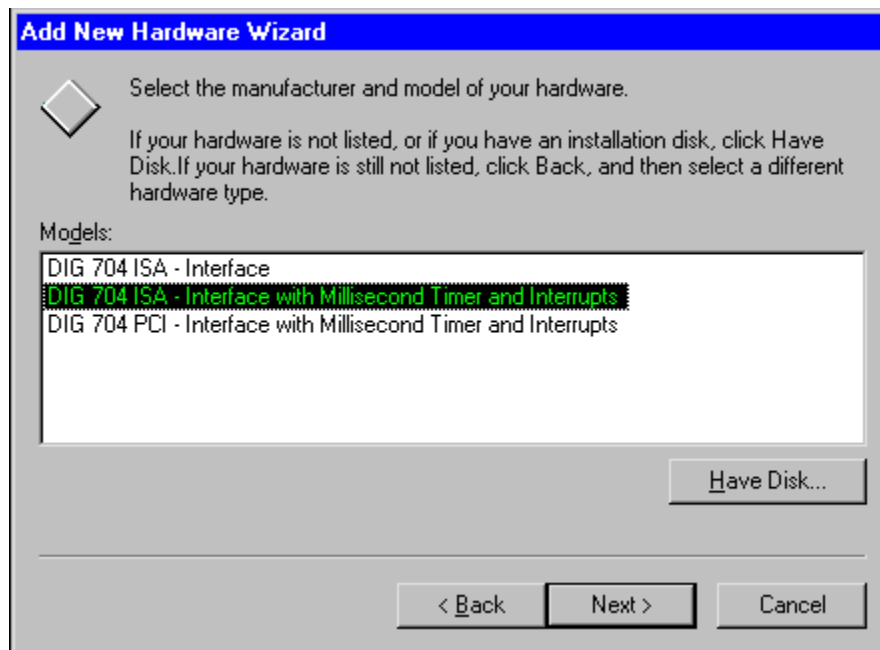 Add New Hardware Wizard
Select the manufacturer and model of your hardware.
If your hardware is not listed, or if you have an installation disk, click Have
Disk.If your hardware is still not listed, click Back, and then select a different
hardware type.
Models:
DIG 704 ISA - Interface
DIG 704 ISA - Interface with Millisecond Timer and Interrupts
DIG 704 PCI - Interface with Millisecond Timer and Interrupts
Have Disk...
< Back
Next >
Cancel